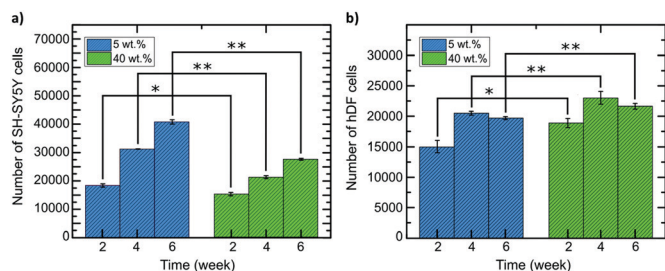 a)
75000
70000
60000
50000
40000
30000
20000
10000
0
Number of SH-SY5Y cells
5 wt.%
40 wt.%
*
**
**
2 4 6 2 4 6
Time (week)
b)
30000
25000
20000
15000
10000
5000
0
Number of hDF cells
5 wt.%
40 wt.%
*
**
**
2 4 6 2 4 6
Time (week)